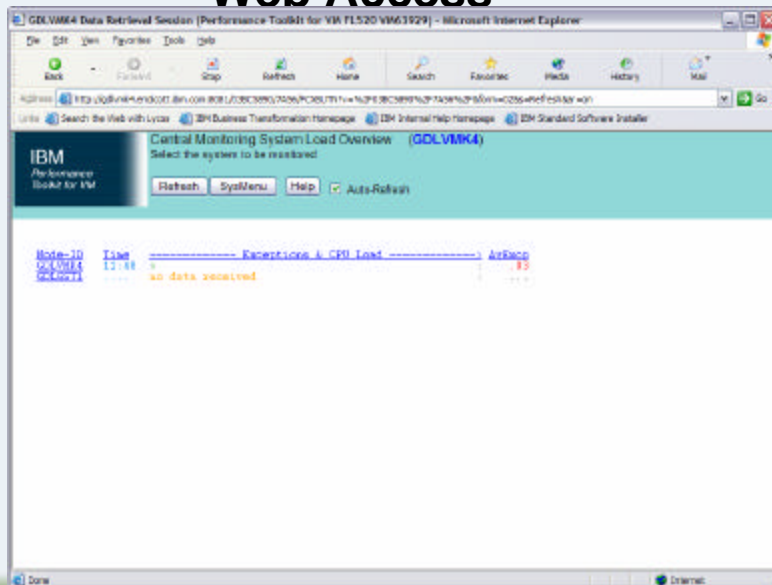 Web Access
GDLVMK4 Data Retrieval Session (Performance Toolkit for VM FL520 VM63929) - Microsoft Internet Explorer
File Edit View Favorites Tools Help
Back Forward Stop Refresh Home Search Favorites Media History Mail
Address Go
Links Search the Web with Lycos IBM Business Transformation Homepage IBM Internal Help Homepage IBM Standard Software Installer
Central Monitoring System Load Overview (GDLVMK4)
IBM
Performance
Toolkit for VM
Select the system to be monitored
Refresh SysMenu Help Auto-Refresh
Node-ID Time Exceptions & CPU Load AvExco
GDLVMK4 .83
no data received
Done Internet